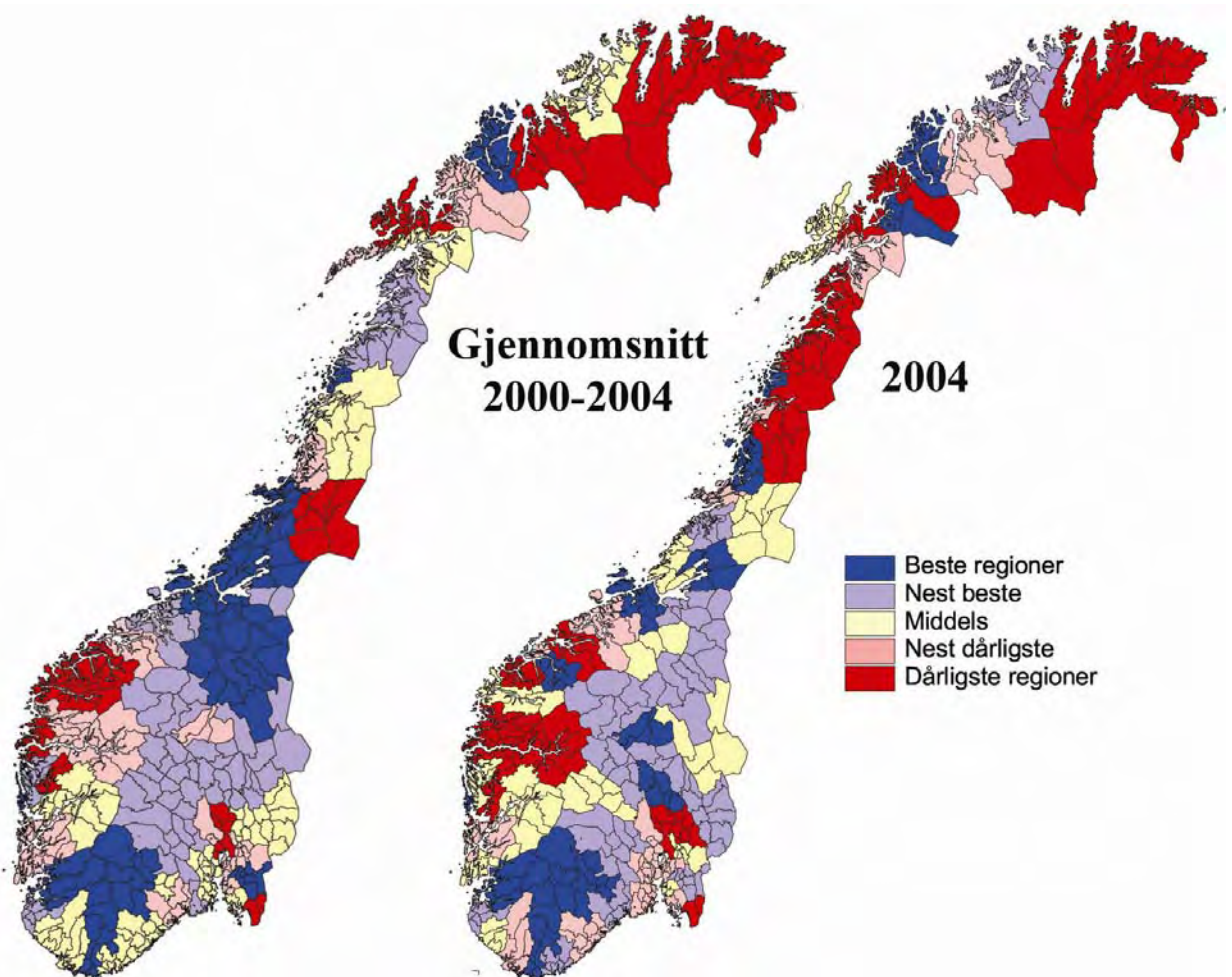 Gjennomsnitt
2000-2004
2004
Beste regioner
Nest beste
Middels
Nest dårligste
Dårligste regioner